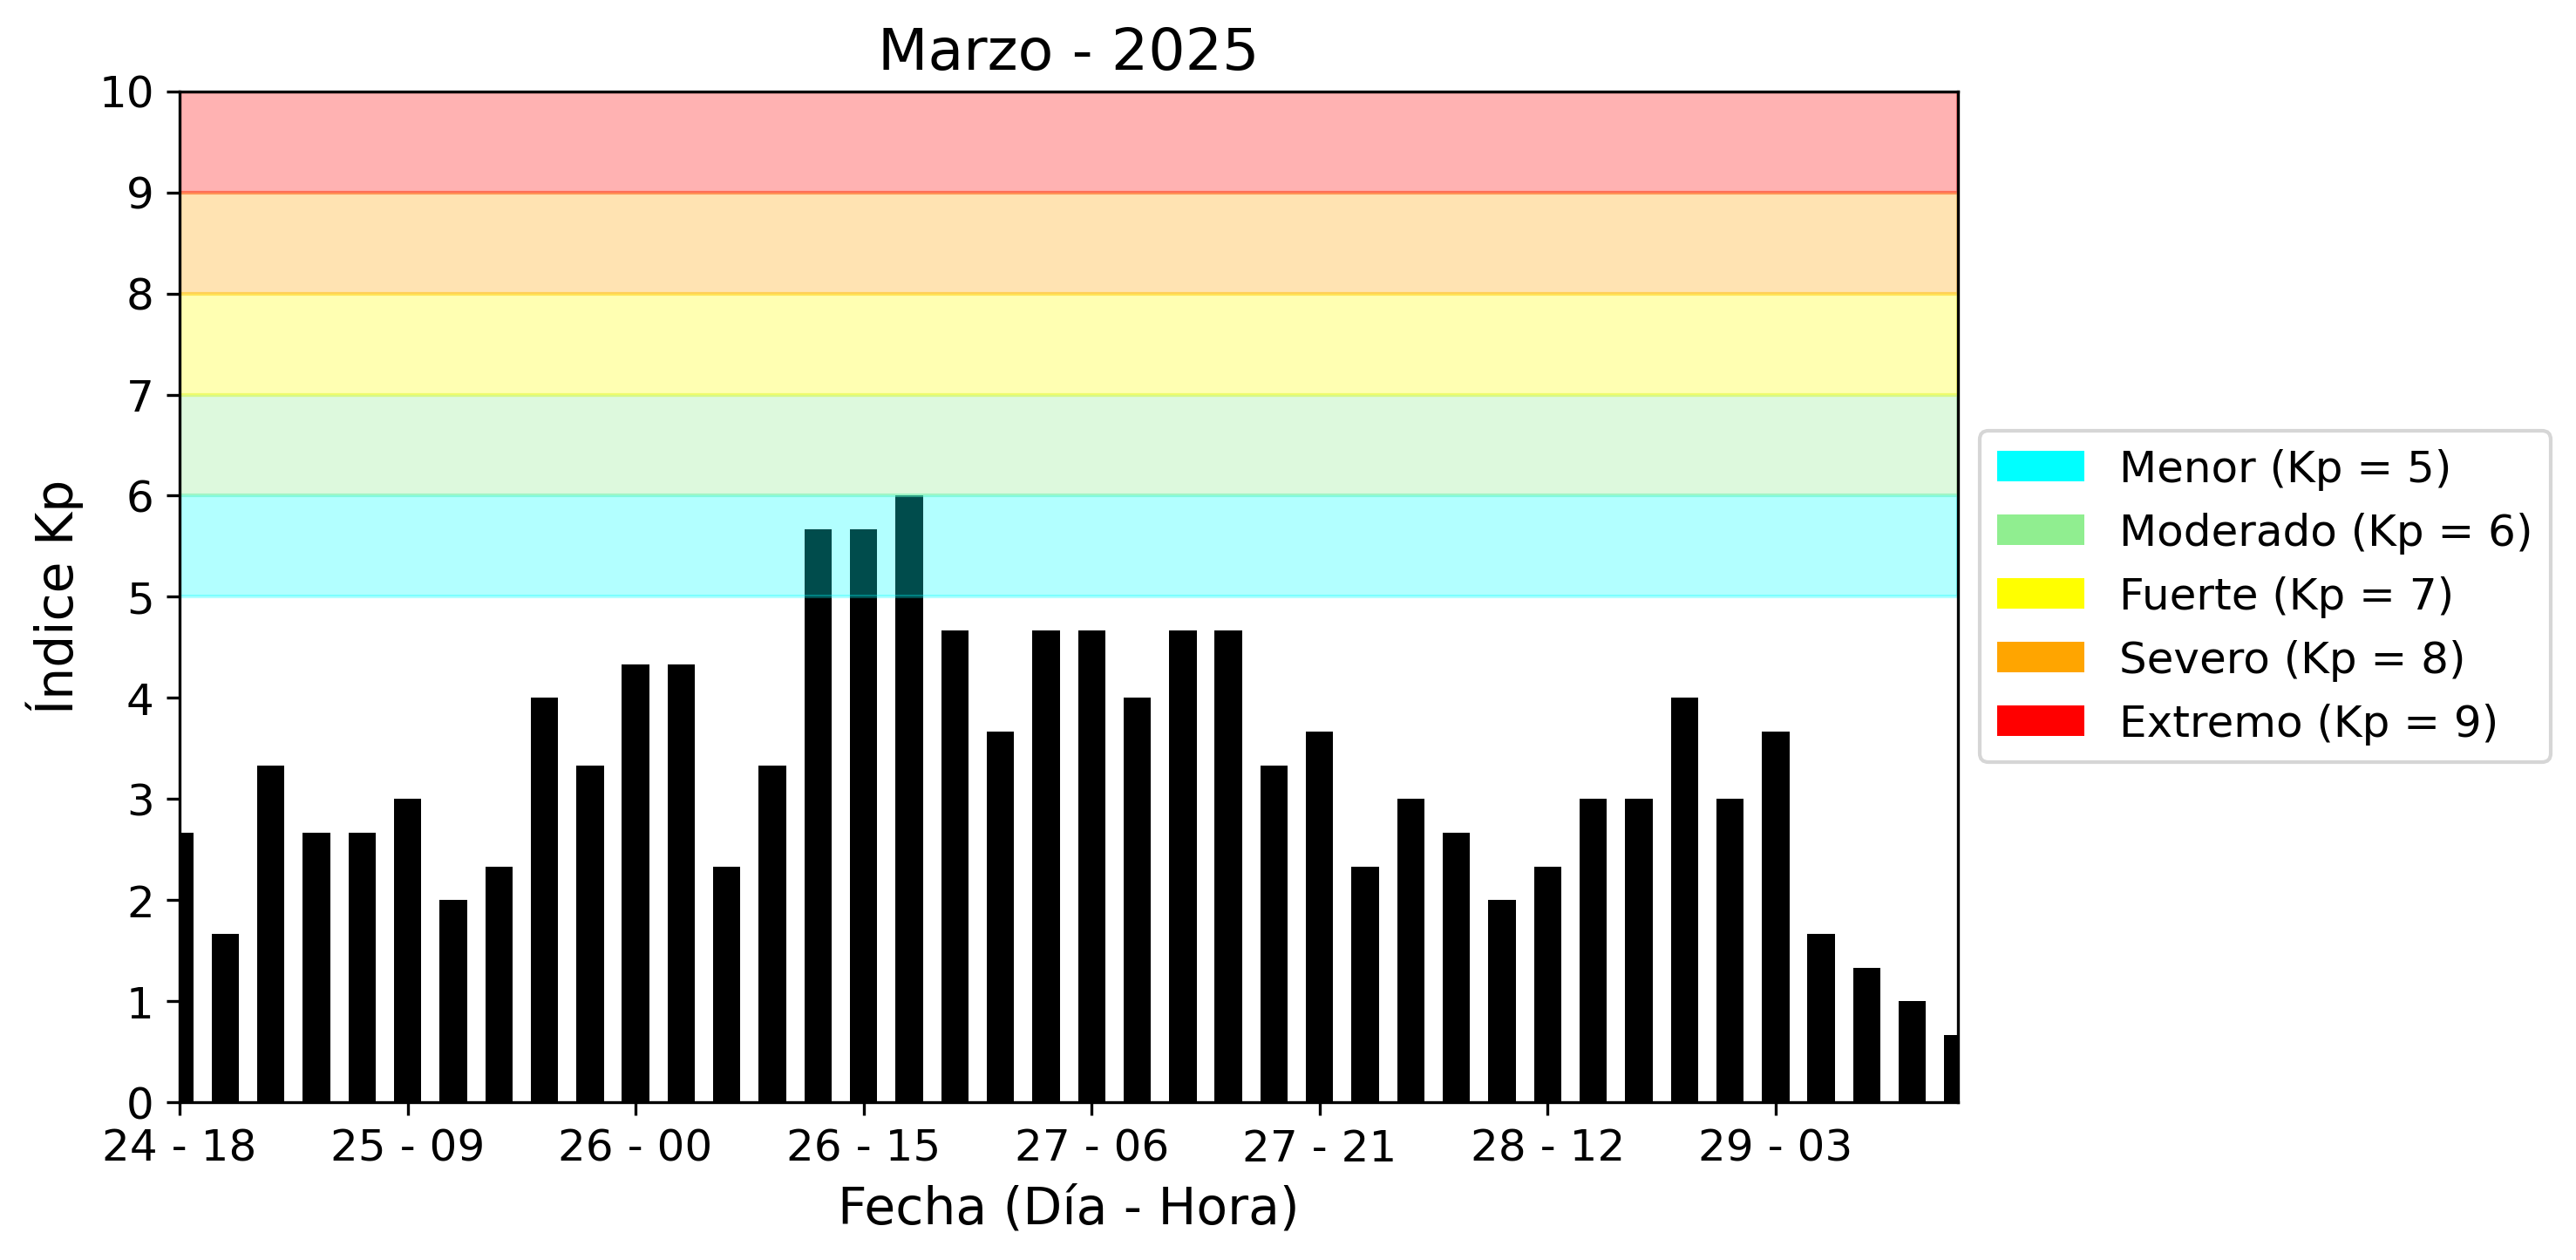 Marzo - 2025
10
9
8
7
6
5
4
3
2
1
0
Índice Kp
24 - 18
25 - 09
26 - 00
26 - 15
27 - 06
27 - 21
28 - 12
29 - 03
Fecha (Día - Hora)
Menor (Kp = 5)
Moderado (Kp = 6)
Fuerte (Kp = 7)
Severo (Kp = 8)
Extremo (Kp = 9)